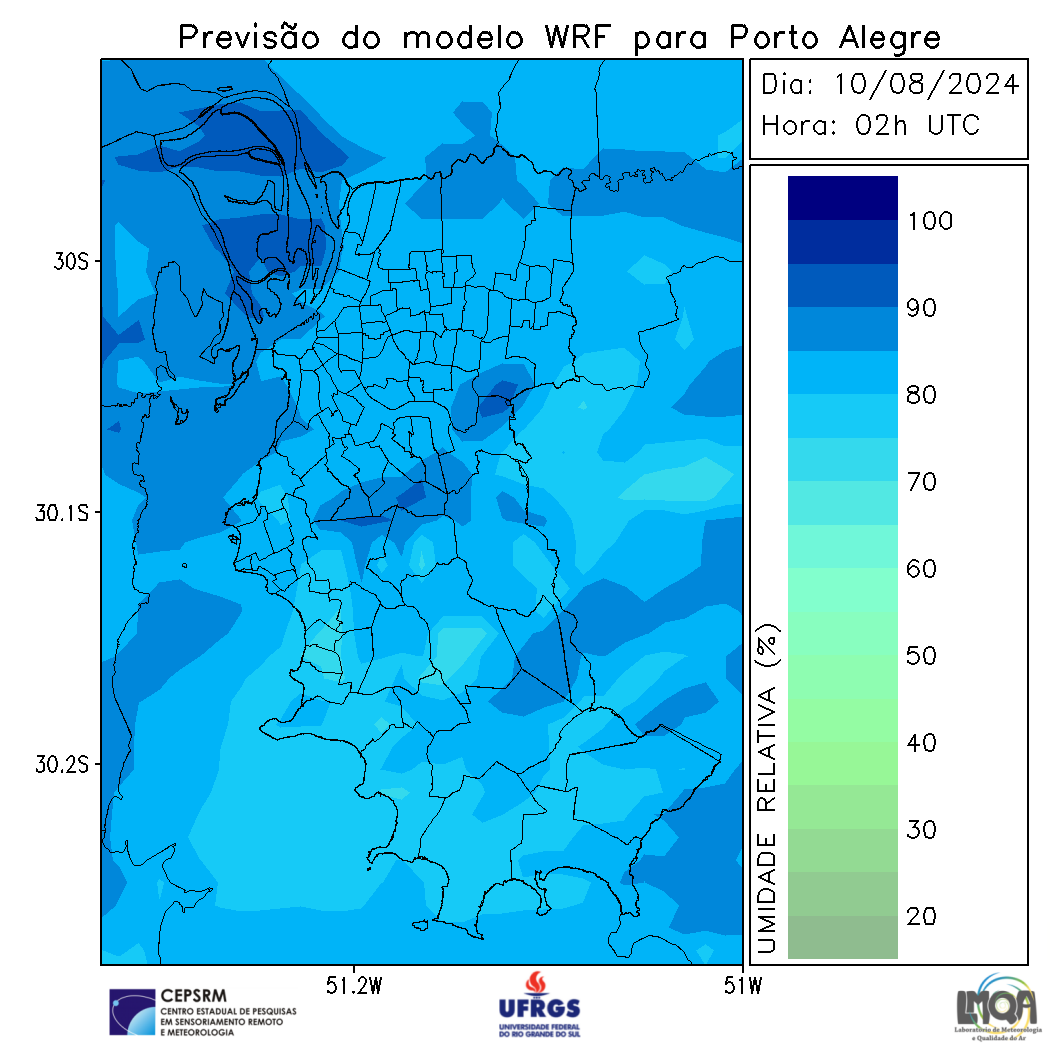 Previsão do modelo WRF para Porto Alegre
Dia: 10/08/2024
Hora: 02h UTC
30S
30.1S
30.2S
51.2W
51W
UMIDADE RELATIVA (%)
100
90
80
70
60
50
40
30
20
CEPSRM
CENTRO ESTADUAL DE PESQUISAS
EM SENSORIAMENTO REMOTO
E METEOROLOGIA
UFRGS
UNIVERSIDADE FEDERAL
DO RIO GRANDE DO SUL
LMQA
Laboratório de Meteorologia
e Qualidade do Ar